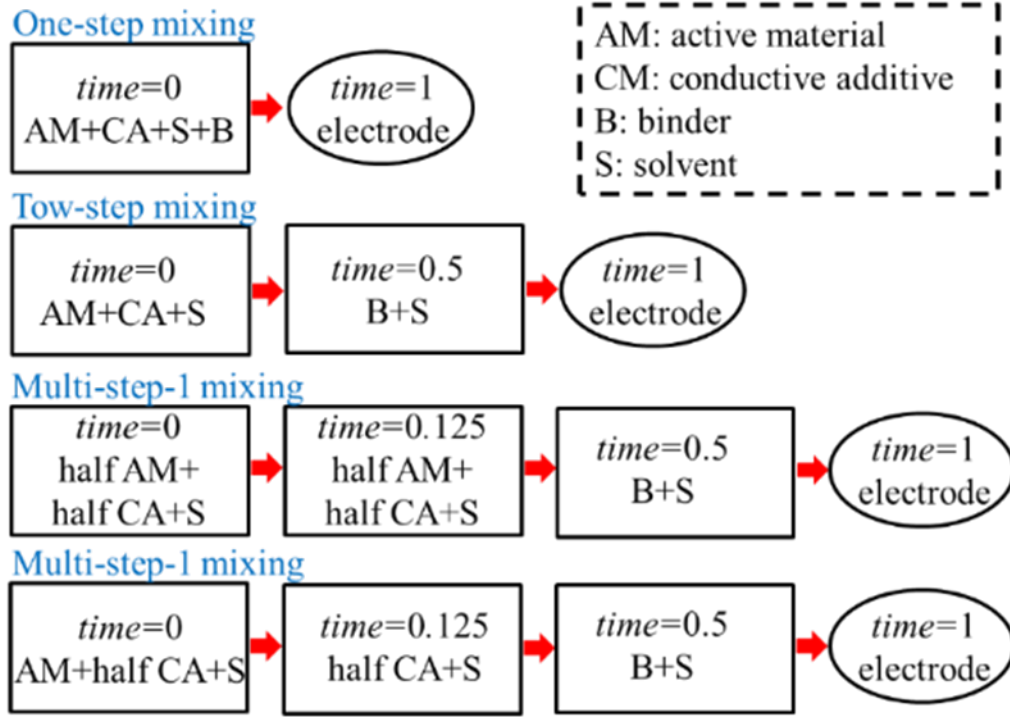 One-step mixing
time=0
AM+CA+S+B
time=1
electrode
AM: active material
CM: conductive additive
B: binder
S: solvent
Tow-step mixing
time=0
AM+CA+S
time=0.5
B+S
time=1
electrode
Multi-step-1 mixing
time=0
half AM+
half CA+S
time=0.125
half AM+
half CA+S
time=0.5
B+S
time=1
electrode
Multi-step-1 mixing
time=0
AM+half CA+S
time=0.125
half CA+S
time=0.5
B+S
time=1
electrode